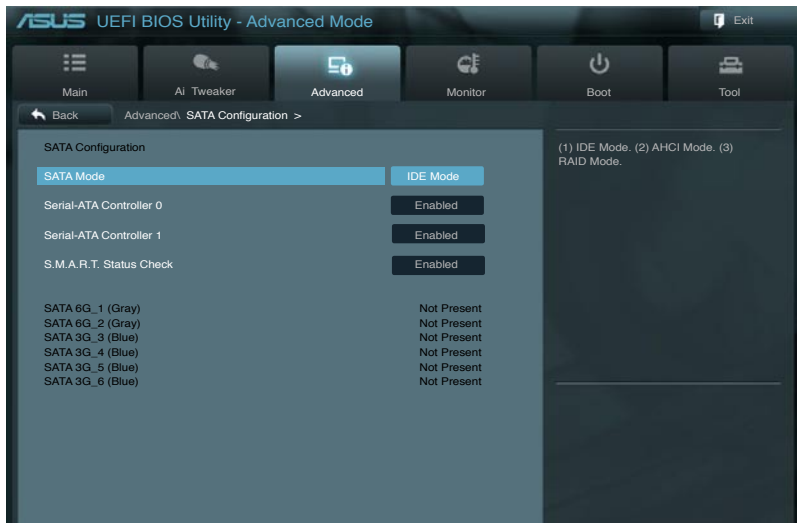 ASUS UEFI BIOS Utility - Advanced Mode
Exit
Main
Ai Tweaker
Advanced
Monitor
Boot
Tool
Back
Advanced\ SATA Configuration >
SATA Configuration
SATA Mode IDE Mode
Serial-ATA Controller 0 Enabled
Serial-ATA Controller 1 Enabled
S.M.A.R.T. Status Check Enabled
SATA 6G_1 (Gray) Not Present
SATA 6G_2 (Gray) Not Present
SATA 3G_3 (Blue) Not Present
SATA 3G_4 (Blue) Not Present
SATA 3G_5 (Blue) Not Present
SATA 3G_6 (Blue) Not Present
(1) IDE Mode. (2) AHCI Mode. (3)
RAID Mode.